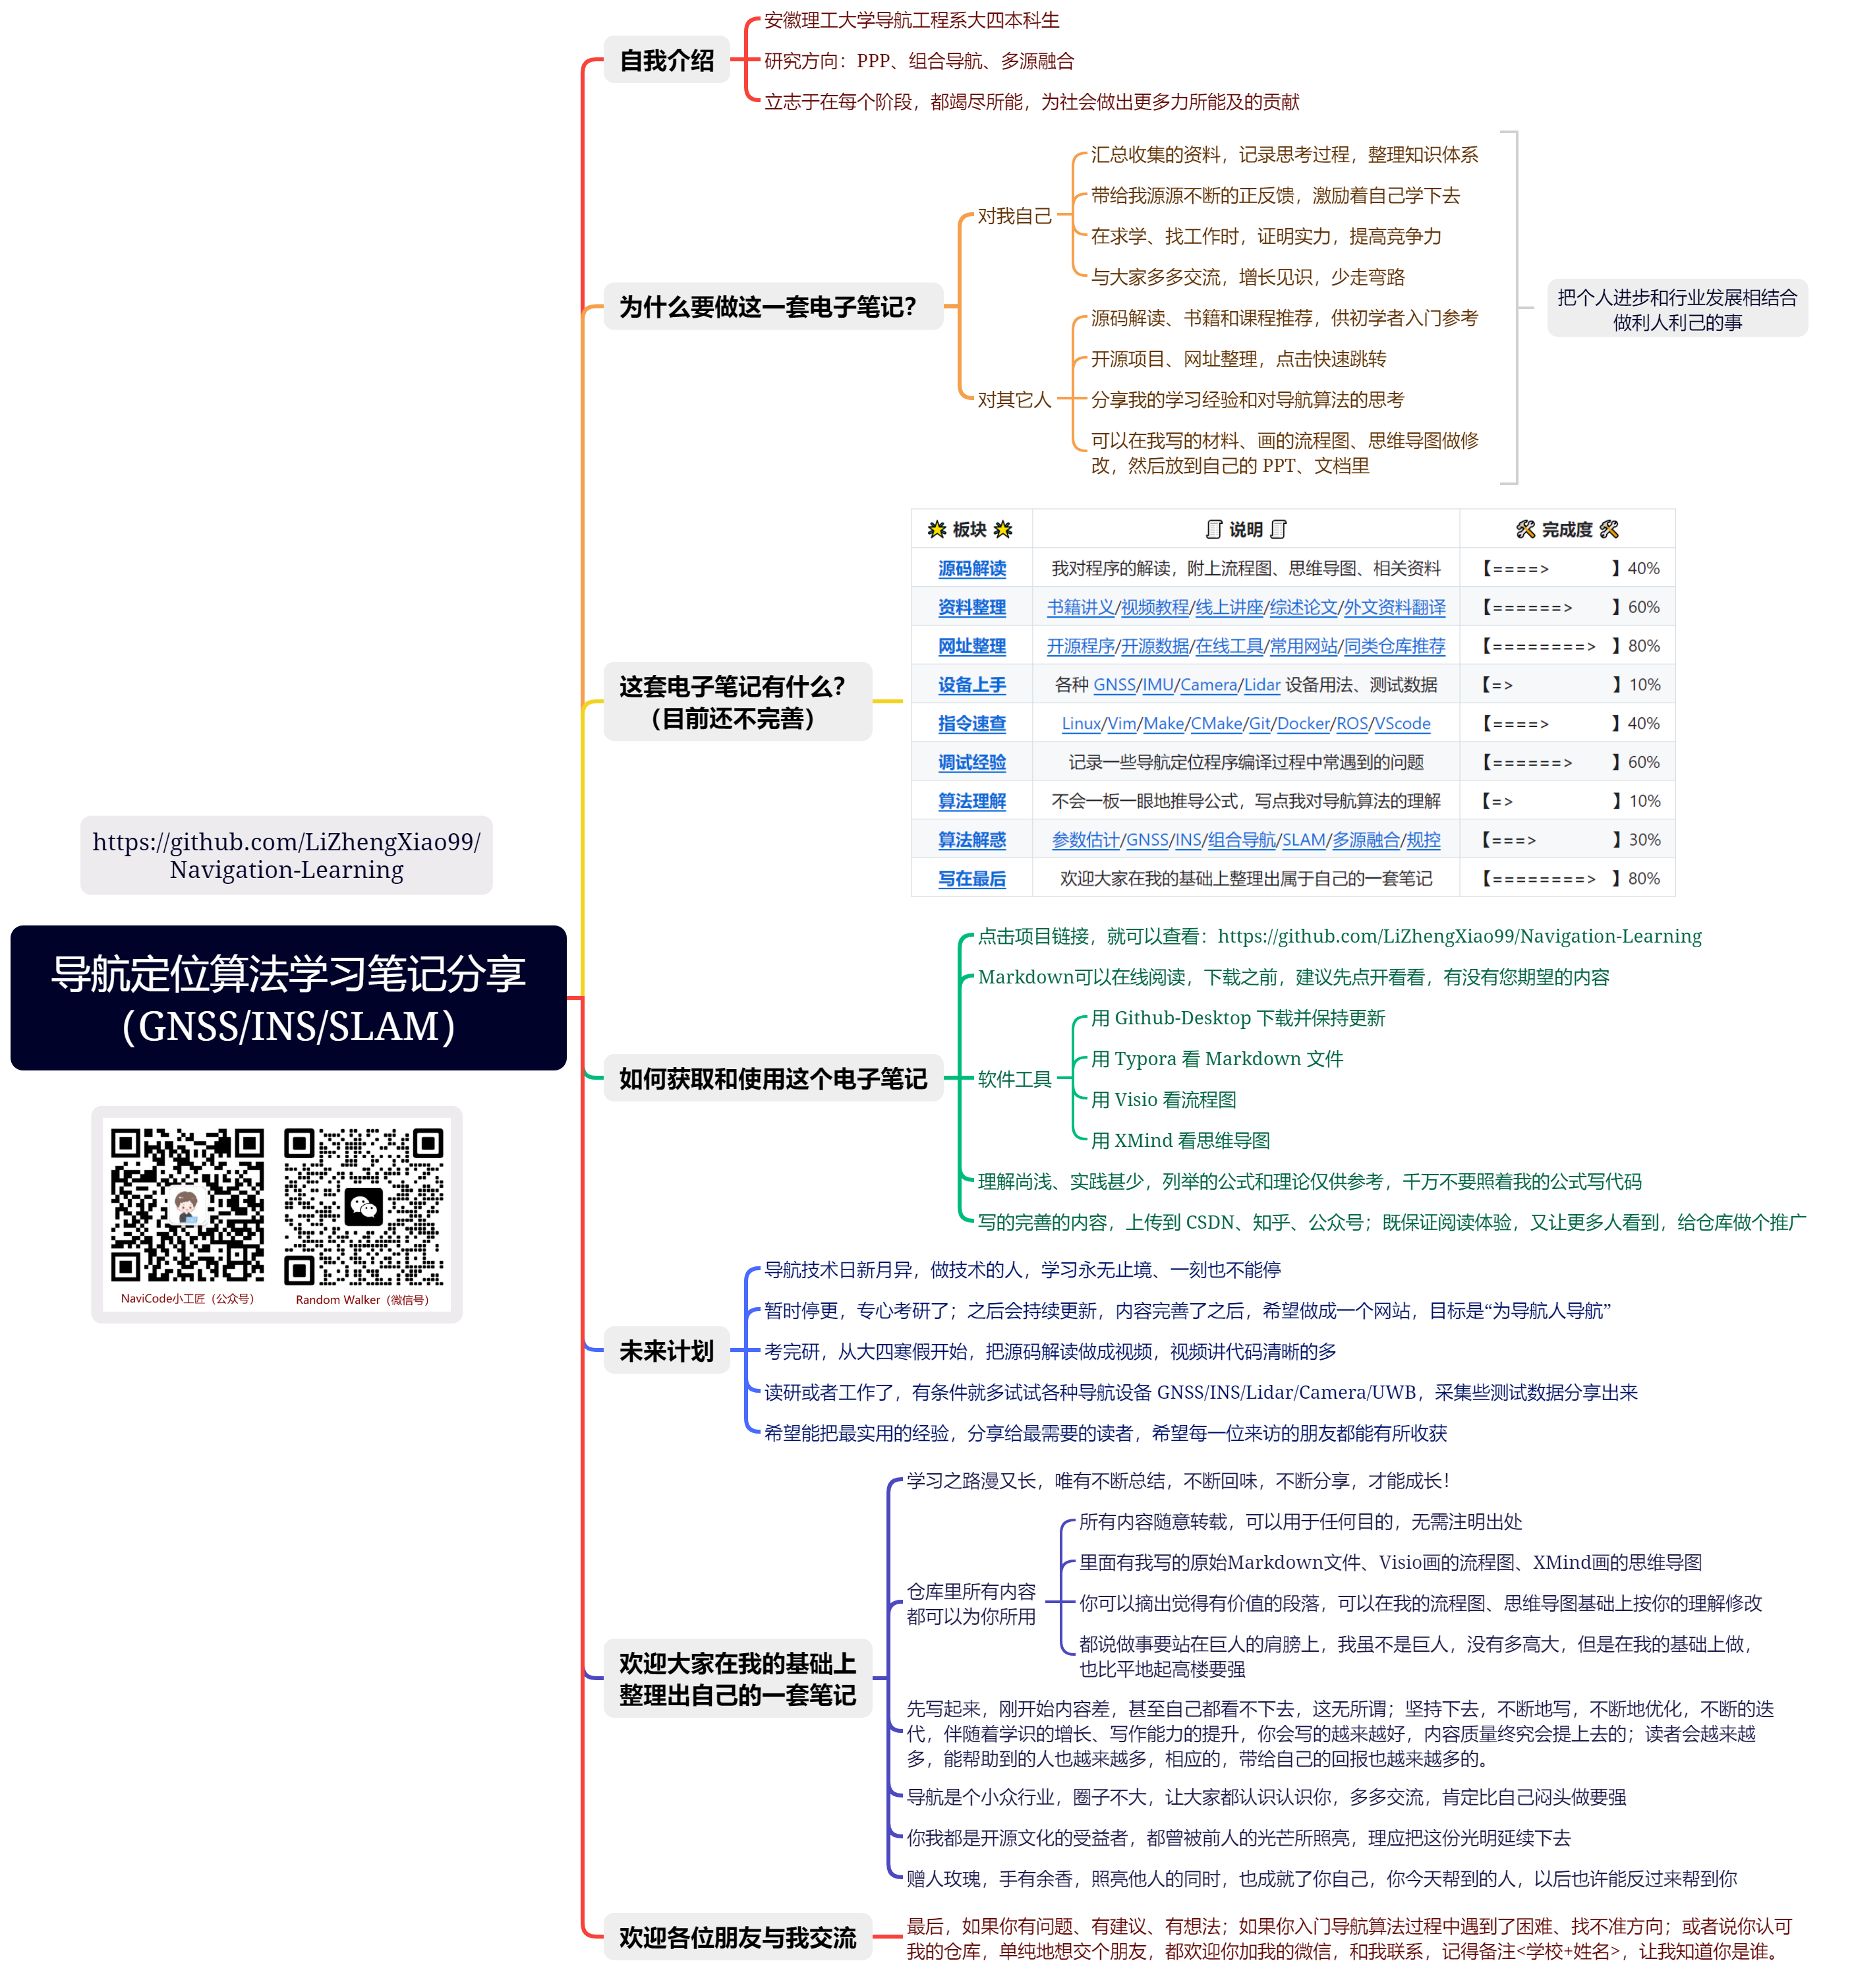 https://github.com/LiZhengXiao99/
Navigation-Learning
导航定位算法学习笔记分享
（GNSS/INS/SLAM）
NaviCode小工匠（公众号）
Random Walker（微信号）
自我介绍
安徽理工大学导航工程系大四本科生
研究方向：PPP、组合导航、多源融合
立志于在每个阶段，都竭尽所能，为社会做出更多力所能及的贡献
为什么要做这一套电子笔记？
对我自己
汇总收集的资料，记录思考过程，整理知识体系
带给我源源不断的正反馈，激励着自己学下去
在求学、找工作时，证明实力，提高竞争力
与大家多多交流，增长见识，少走弯路
对其它人
源码解读、书籍和课程推荐，供初学者入门参考
开源项目、网址整理，点击快速跳转
分享我的学习经验和对导航算法的思考
可以在我写的材料、画的流程图、思维导图做修
改，然后放到自己的 PPT、文档里
把个人进步和行业发展相结合
做利人利己的事
这套电子笔记有什么？
（目前还不完善）
板块 说明 完成度
源码解读 我对程序的解读，附上流程图、思维导图、相关资料 【====> 】40%
资料整理 书籍讲义/视频教程/线上讲座/综述论文/外文资料翻译 【======> 】60%
网址整理 开源程序/开源数据/在线工具/常用网站/同类仓库推荐 【========> 】80%
设备上手 各种 GNSS/IMU/Camera/Lidar 设备用法、测试数据 【=> 】10%
指令速查 Linux/Vim/Make/CMake/Git/Docker/ROS/VScode 【====> 】40%
调试经验 记录一些导航定位程序编译过程中常遇到的问题 【======> 】60%
算法理解 不会一板一眼地推导公式，写点我对导航算法的理解 【=> 】10%
算法解惑 参数估计/GNSS/INS/组合导航/SLAM/多源融合/规控 【===> 】30%
写在最后 欢迎大家在我的基础上整理出属于自己的一套笔记 【========> 】80%
如何获取和使用这个电子笔记
点击项目链接，就可以查看：https://github.com/LiZhengXiao99/Navigation-Learning
Markdown可以在线阅读，下载之前，建议先点开看看，有没有您期望的内容
软件工具
用 Github-Desktop 下载并保持更新
用 Typora 看 Markdown 文件
用 Visio 看流程图
用 XMind 看思维导图
理解尚浅、实践甚少，列举的公式和理论仅供参考，千万不要照着我的公式写代码
写的完善的内容，上传到 CSDN、知乎、公众号；既保证阅读体验，又让更多人看到，给仓库做个推广
未来计划
导航技术日新月异，做技术的人，学习永无止境、一刻也不能停
暂时停更，专心考研了；之后会持续更新，内容完善了之后，希望做成一个网站，目标是“为导航人导航”
考完研，从大四寒假开始，把源码解读做成视频，视频讲代码清晰的多
读研或者工作了，有条件就多试试各种导航设备 GNSS/INS/Lidar/Camera/UWB，采集些测试数据分享出来
希望能把最实用的经验，分享给最需要的读者，希望每一位来访的朋友都能有所收获
欢迎大家在我的基础上
整理出自己的一套笔记
学习之路漫又长，唯有不断总结，不断回味，不断分享，才能成长！
仓库里所有内容
都可以为你所用
所有内容随意转载，可以用于任何目的，无需注明出处
里面有我写的原始Markdown文件、Visio画的流程图、XMind画的思维导图
你可以摘出觉得有价值的段落，可以在我的流程图、思维导图基础上按你的理解修改
都说做事要站在巨人的肩膀上，我虽不是巨人，没有多高大，但是在我的基础上做，
也比平地起高楼要强
先写起来，刚开始内容差，甚至自己都看不下去，这无所谓；坚持下去，不断地写，不断地优化，不断的迭
代，伴随着学识的增长、写作能力的提升，你会写的越来越好，内容质量终究会提上去的；读者会越来越
多，能帮助到的人也越来越多，相应的，带给自己的回报也越来越多的。
导航是个小众行业，圈子不大，让大家都认识认识你，多多交流，肯定比自己闷头做要强
你我都是开源文化的受益者，都曾被前人的光芒所照亮，理应把这份光明延续下去
赠人玫瑰，手有余香，照亮他人的同时，也成就了你自己，你今天帮到的人，以后也许能反过来帮到你
欢迎各位朋友与我交流
最后，如果你有问题、有建议、有想法；如果你入门导航算法过程中遇到了困难、找不准方向；或者说你认可
我的仓库，单纯地想交个朋友，都欢迎你加我的微信，和我联系，记得备注<学校+姓名>，让我知道你是谁。